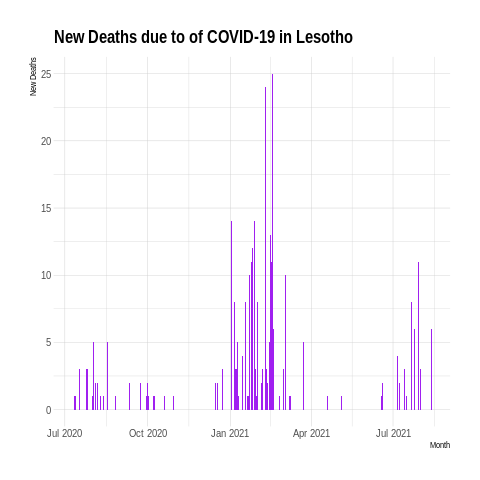 New Deaths due to of COVID-19 in Lesotho
New Deaths
25
20
15
10
5
0
Jul 2020 Oct 2020 Jan 2021 Apr 2021 Jul 2021
Month